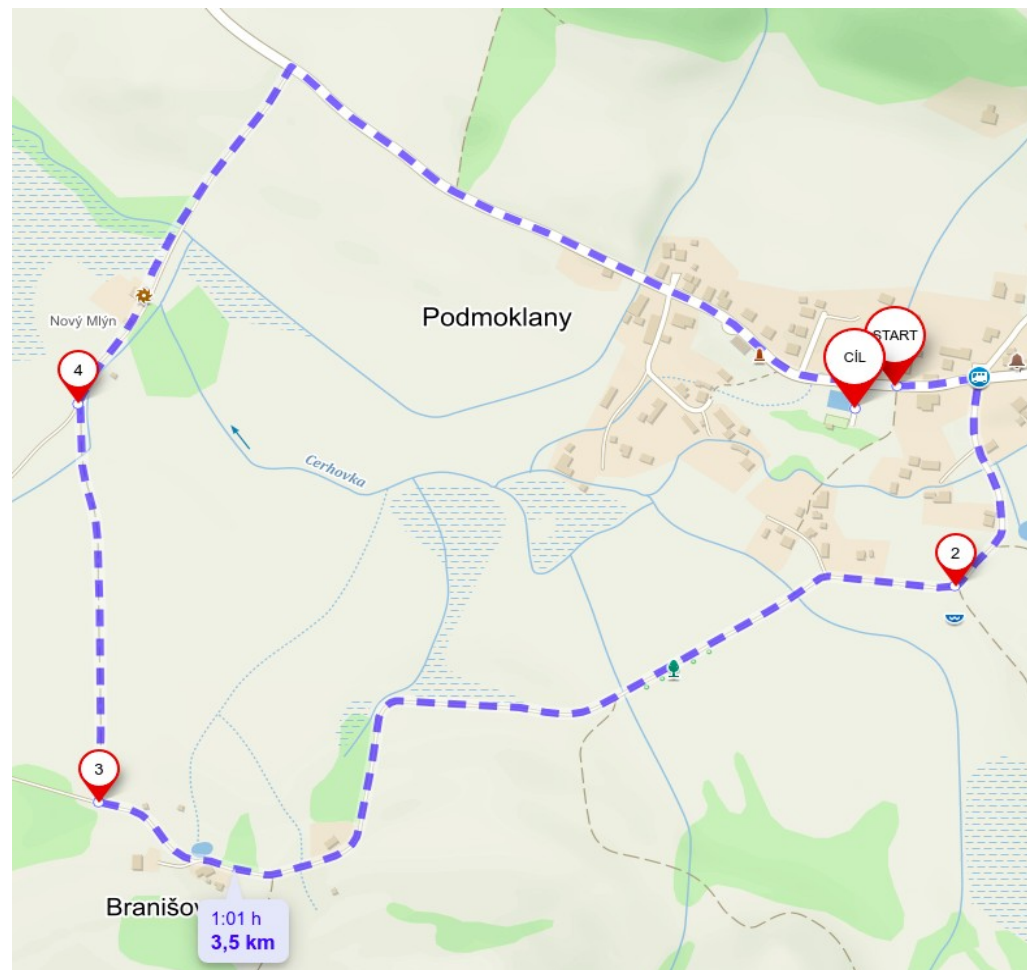 Podmoklany
START
CÍL
Nový Mlýn
4
Cerhovka
2
3
Branišov
1:01 h
3,5 km